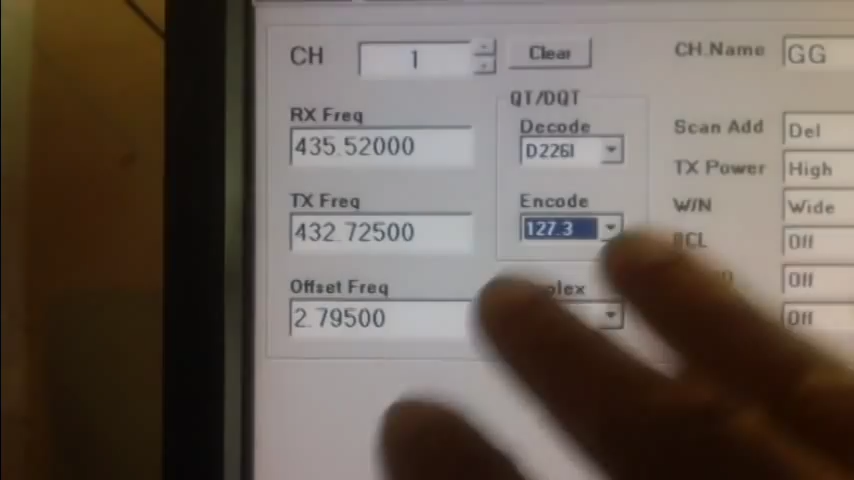 CH 1 Clear CH.Name GG
QT/DQT
RX Freq Decode Scan Add Del
435.52000 D226I TX Power High
TX Freq Encode W/N Wide
432.72500 127.3 Off
Offset Freq Off
2.79500 Off